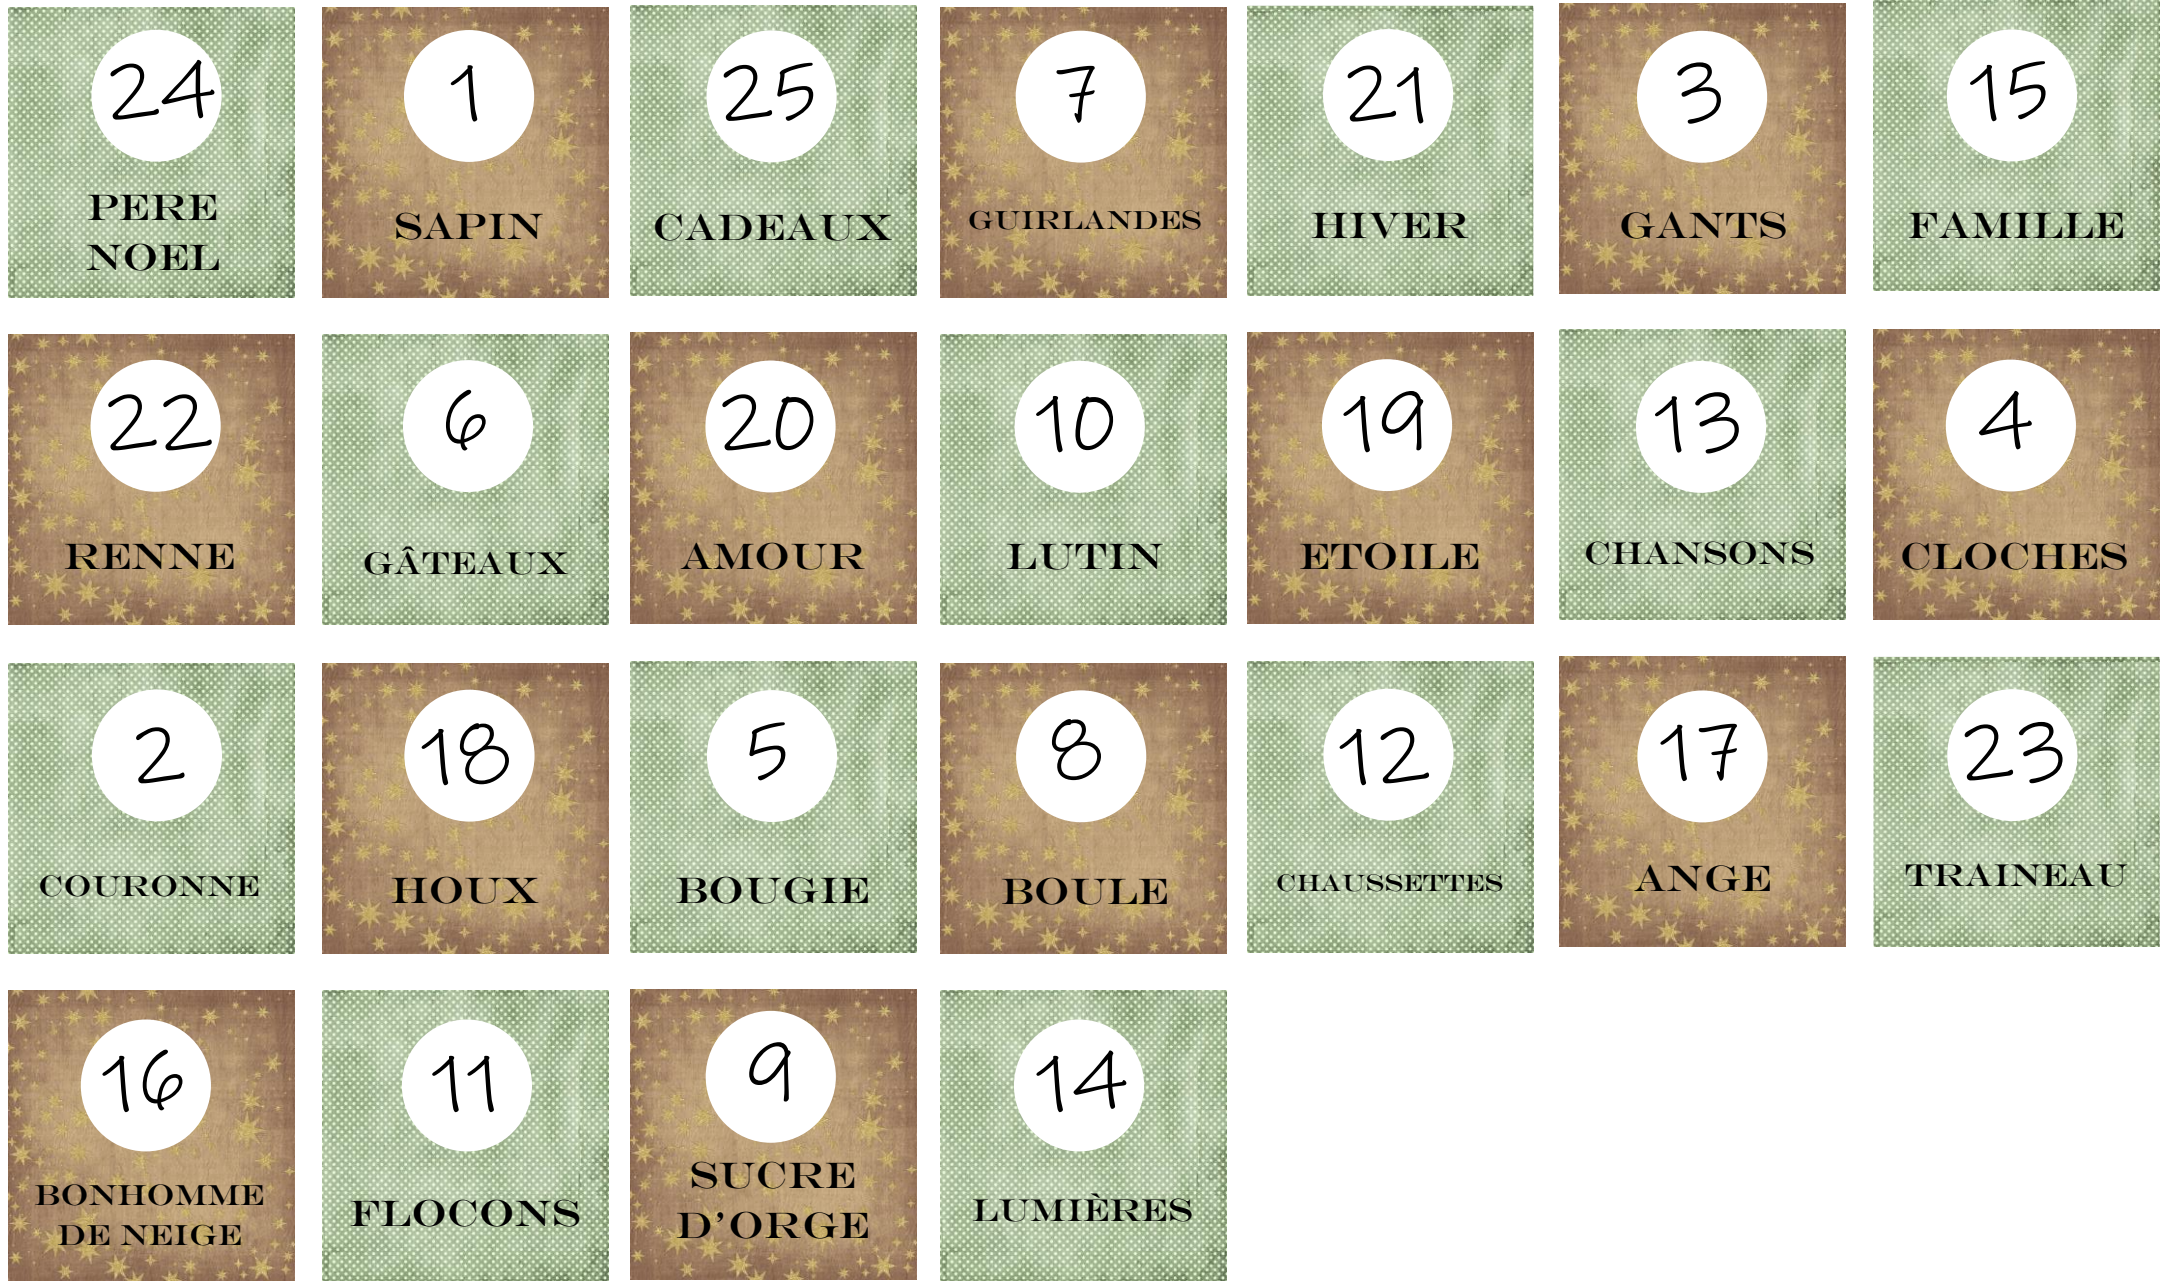 24
PERE
NOEL
1
SAPIN
25
CADEAUX
7
GUIRLANDES
21
HIVER
3
GANTS
15
FAMILLE
22
RENNE
6
GÂTEAUX
20
AMOUR
10
LUTIN
19
ETOILE
13
CHANSONS
4
CLOCHES
2
COURONNE
18
HOUX
5
BOUGIE
8
BOULE
12
CHAUSSETTES
17
ANGE
23
TRAINEAU
16
BONHOMME
DE NEIGE
11
FLOCONS
9
SUCRE
D'ORGE
14
LUMIÈRES